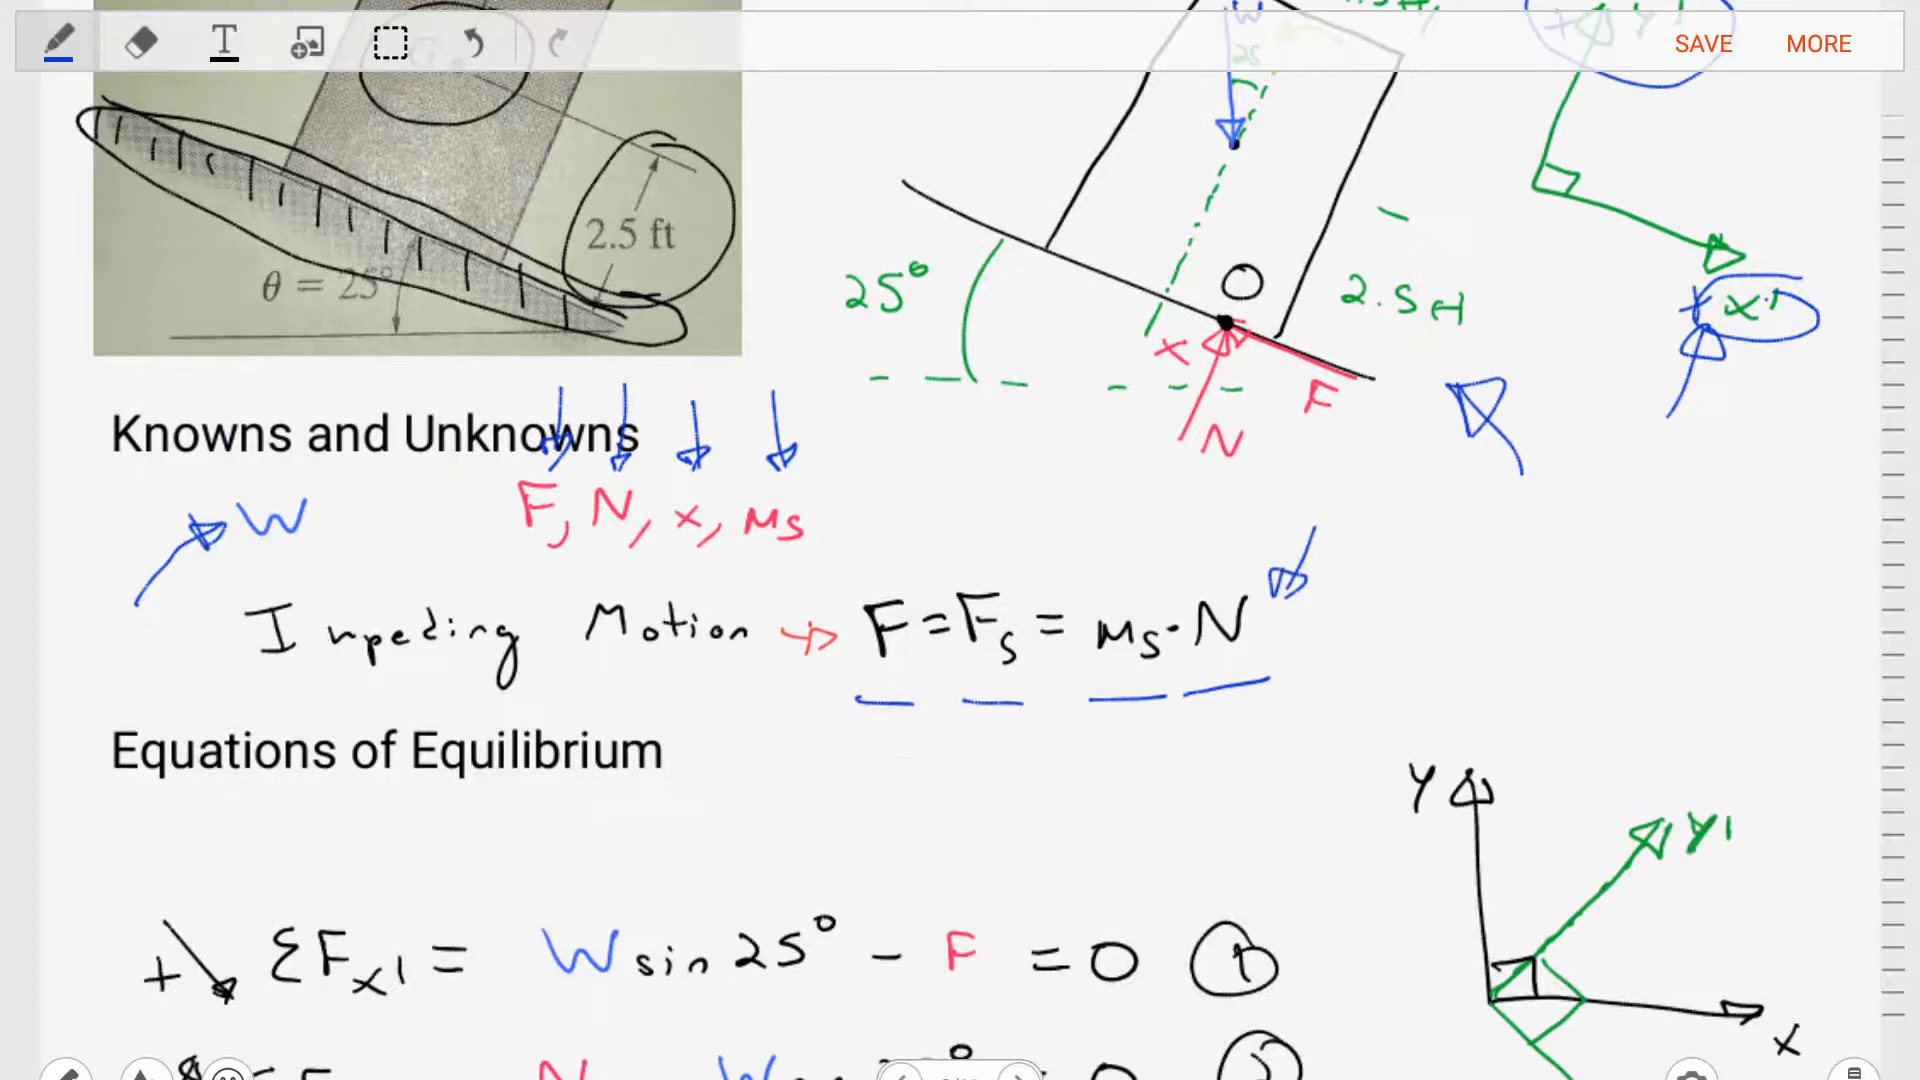 T
SAVE
MORE
W
25
2.5 ft
θ = 25°
25°
O
2.5 ft
X
F
N
+ x'
Knowns and Unknowns
W
F, N, x, μs
Impeding Motion → F = Fs = μs · N
Equations of Equilibrium
Y
y'
X
+ ΣFx' = W sin 25° - F = 0 ①